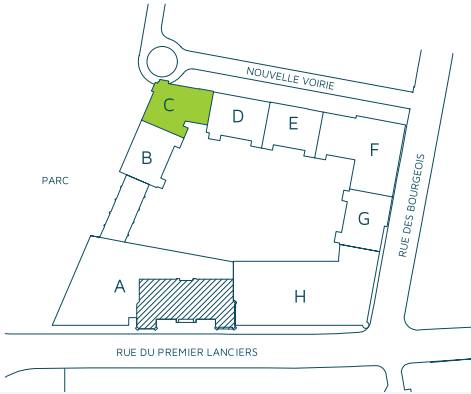 NOUVELLE VOIRIE
C
D
E
F
B
PARC
RUE DES BOURGEOIS
G
A
H
RUE DU PREMIER LANCIERS